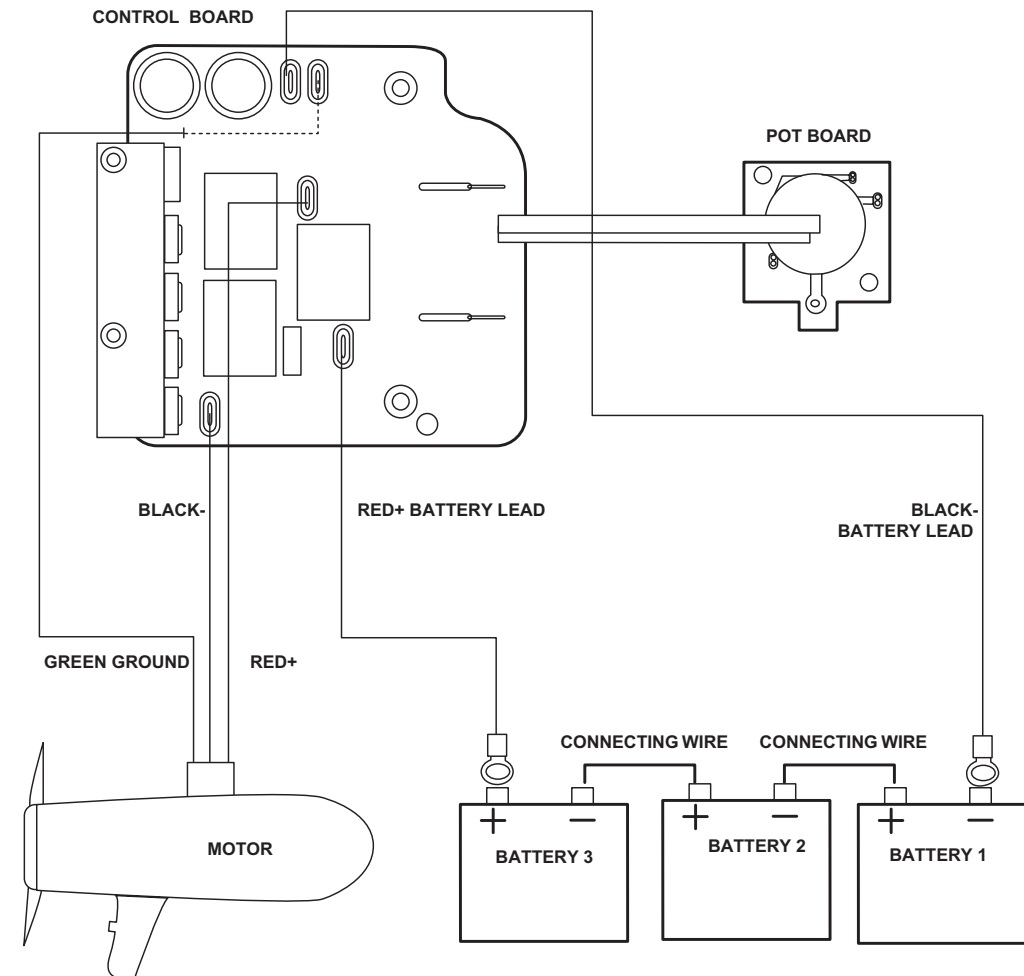 CONTROL BOARD
POT BOARD
BLACK-
RED+ BATTERY LEAD
BLACK-
BATTERY LEAD
GREEN GROUND
RED+
CONNECTING WIRE
CONNECTING WIRE
MOTOR
+
−
BATTERY 3
+
−
BATTERY 2
+
−
BATTERY 1